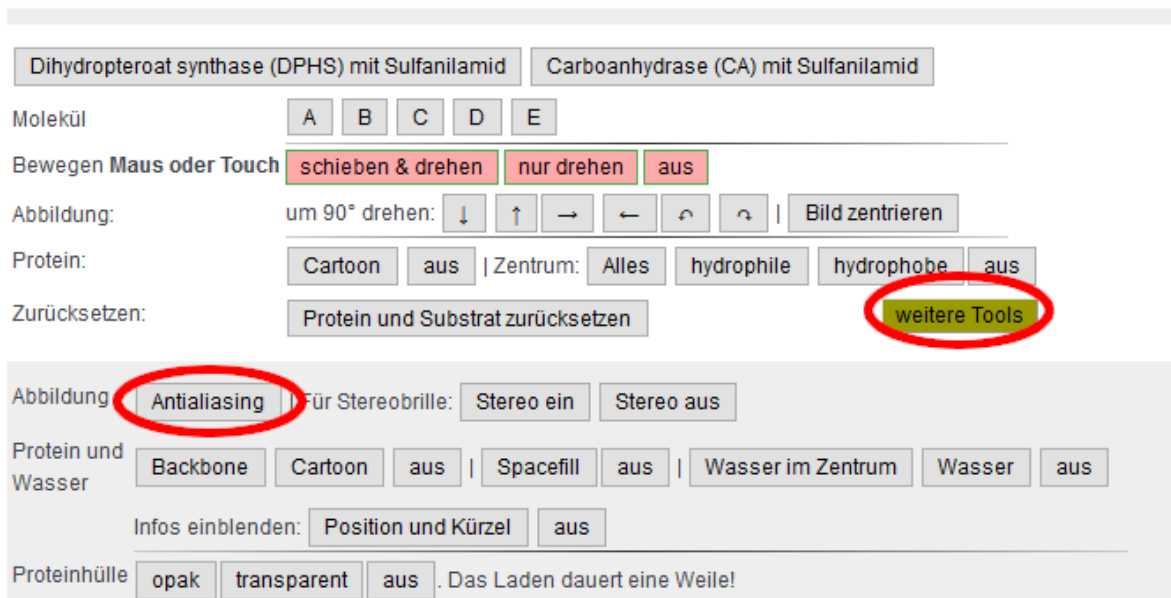 Dihydropteroat synthase (DPHS) mit Sulfanilamid Carboanhydrase (CA) mit Sulfanilamid
Molekül A B C D E
Bewegen Maus oder Touch schieben & drehen nur drehen aus
Abbildung: um 90° drehen: ↓ ↑ → ← ↶ ↷ | Bild zentrieren
Protein: Cartoon aus | Zentrum: Alles hydrophile hydrophobe aus
Zurücksetzen: Protein und Substrat zurücksetzen weitere Tools
Abbildung Antialiasing | Für Stereobrille: Stereo ein Stereo aus
Protein und
Wasser Backbone Cartoon aus | Spacefill aus | Wasser im Zentrum Wasser aus
Infos einblenden: Position und Kürzel aus
Proteinhülle opak transparent aus . Das Laden dauert eine Weile!